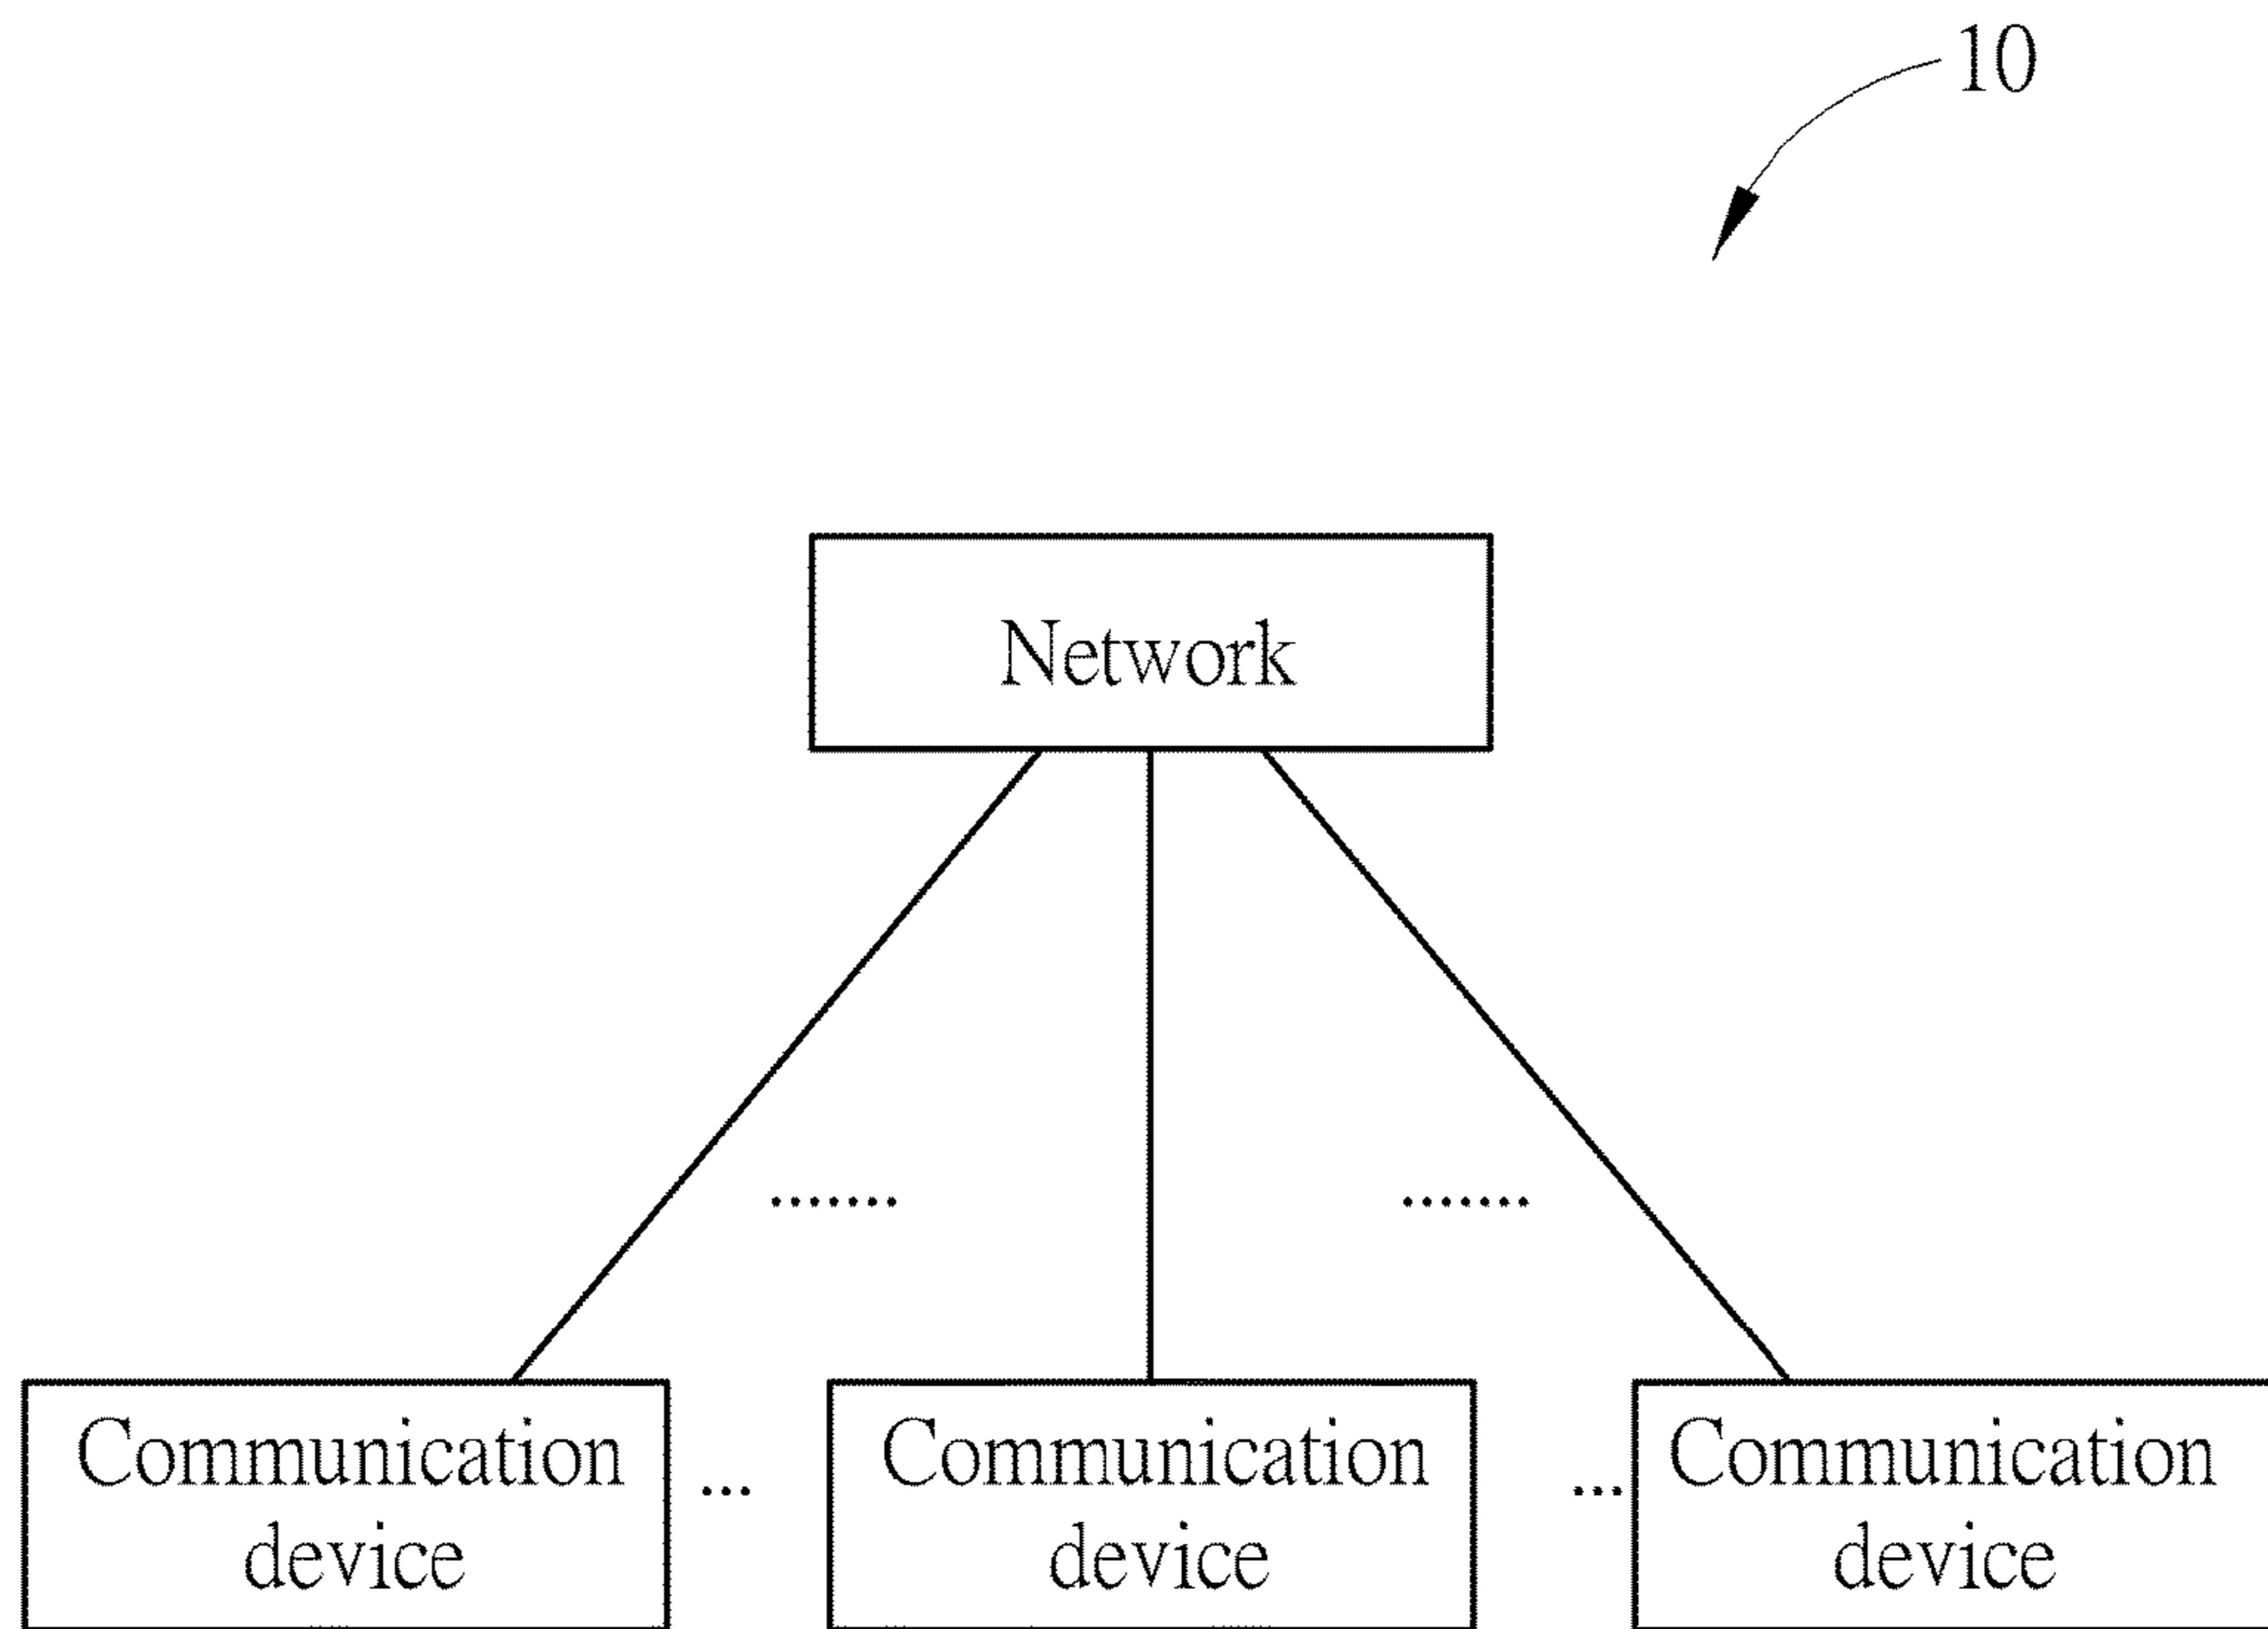 10
Network
.......
.......
Communication
device
...
Communication
device
...
Communication
device